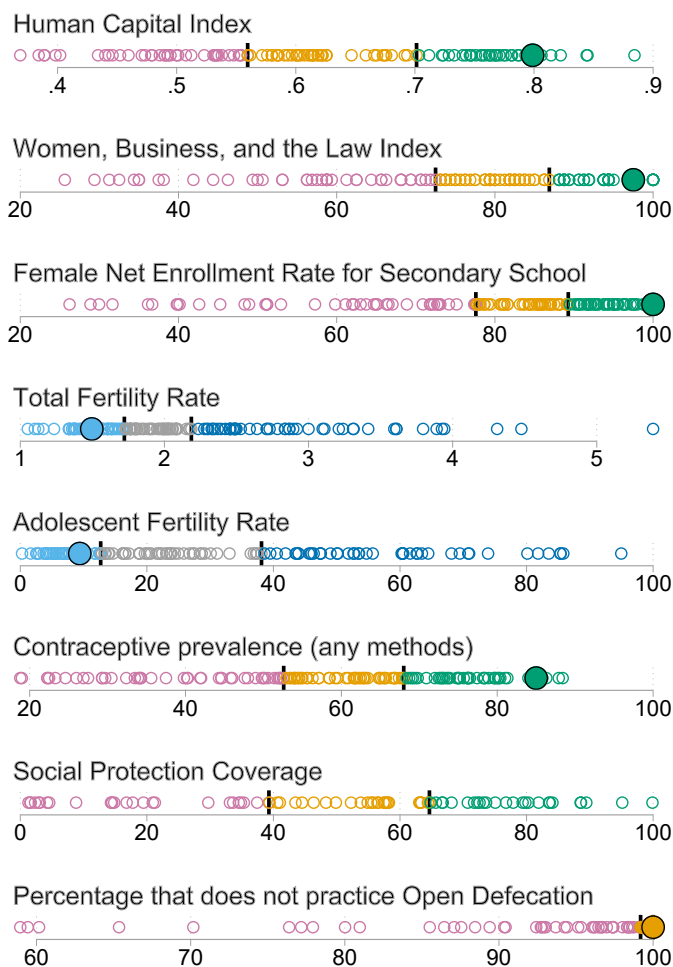 Human Capital Index
.4 .5 .6 .7 .8 .9
Women, Business, and the Law Index
20 40 60 80 100
Female Net Enrollment Rate for Secondary School
20 40 60 80 100
Total Fertility Rate
1 2 3 4 5
Adolescent Fertility Rate
0 20 40 60 80 100
Contraceptive prevalence (any methods)
20 40 60 80 100
Social Protection Coverage
0 20 40 60 80 100
Percentage that does not practice Open Defecation
60 70 80 90 100